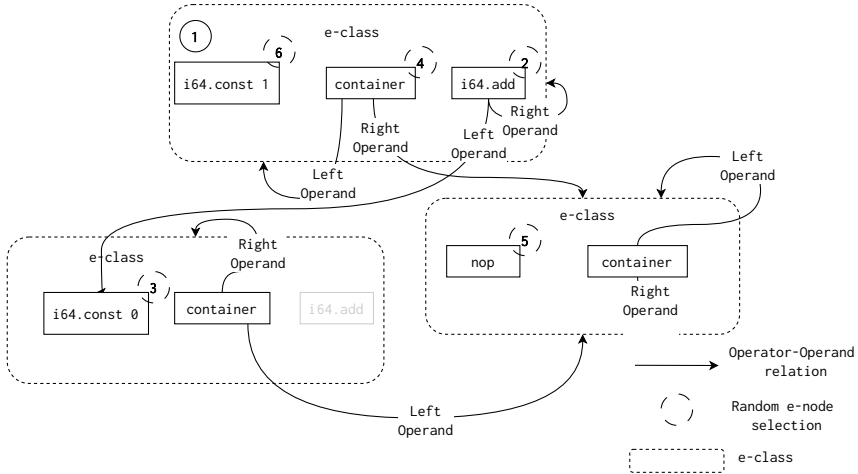 1
e-class
6
4
2
i64.const 1
container
i64.add
Right
Operand
Right
Operand
Left
Operand
Left
Operand
Left
Operand
e-class
5
nop
container
Right
Operand
e-class
Right
Operand
3
i64.const 0
container
i64.add
Left
Operand
Operator-Operand
relation
Random e-node
selection
e-class